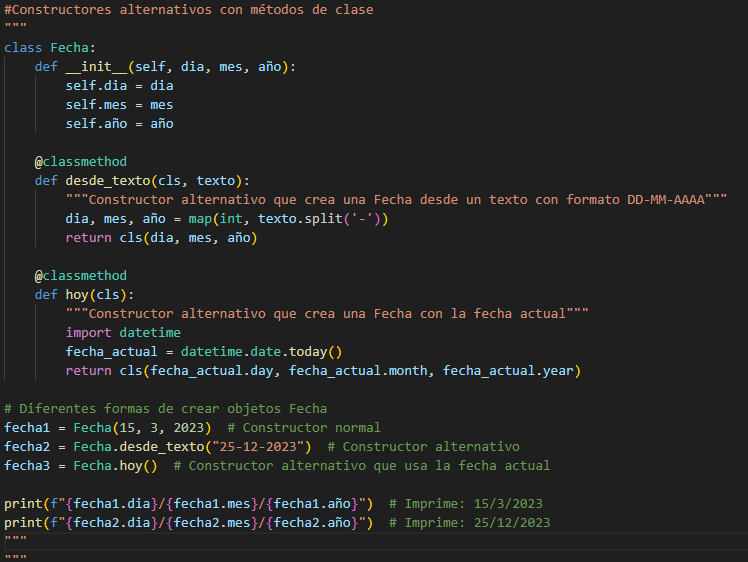 #Constructores alternativos con métodos de clase
"""
class Fecha:
    def __init__(self, dia, mes, año):
        self.dia = dia
        self.mes = mes
        self.año = año

    @classmethod
    def desde_texto(cls, texto):
        """Constructor alternativo que crea una Fecha desde un texto con formato DD-MM-AAAA"""
        dia, mes, año = map(int, texto.split('-'))
        return cls(dia, mes, año)

    @classmethod
    def hoy(cls):
        """Constructor alternativo que crea una Fecha con la fecha actual"""
        import datetime
        fecha_actual = datetime.date.today()
        return cls(fecha_actual.day, fecha_actual.month, fecha_actual.year)

# Diferentes formas de crear objetos Fecha
fecha1 = Fecha(15, 3, 2023)  # Constructor normal
fecha2 = Fecha.desde_texto("25-12-2023")  # Constructor alternativo
fecha3 = Fecha.hoy()  # Constructor alternativo que usa la fecha actual

print(f"{fecha1.dia}/{fecha1.mes}/{fecha1.año}")  # Imprime: 15/3/2023
print(f"{fecha2.dia}/{fecha2.mes}/{fecha2.año}")  # Imprime: 25/12/2023
"""
"""